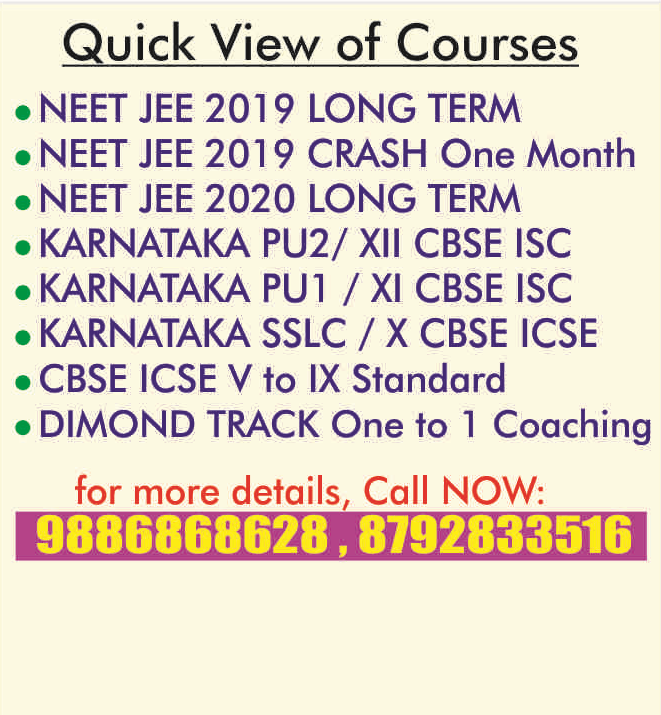 Quick View of Courses
• NEET JEE 2019 LONG TERM
• NEET JEE 2019 CRASH One Month
• NEET JEE 2020 LONG TERM
• KARNATAKA PU2/ XII CBSE ISC
• KARNATAKA PU1 / XI CBSE ISC
• KARNATAKA SSLC / X CBSE ICSE
• CBSE ICSE V to IX Standard
• DIMOND TRACK One to 1 Coaching
for more details, Call NOW:
9886868628 , 8792833516